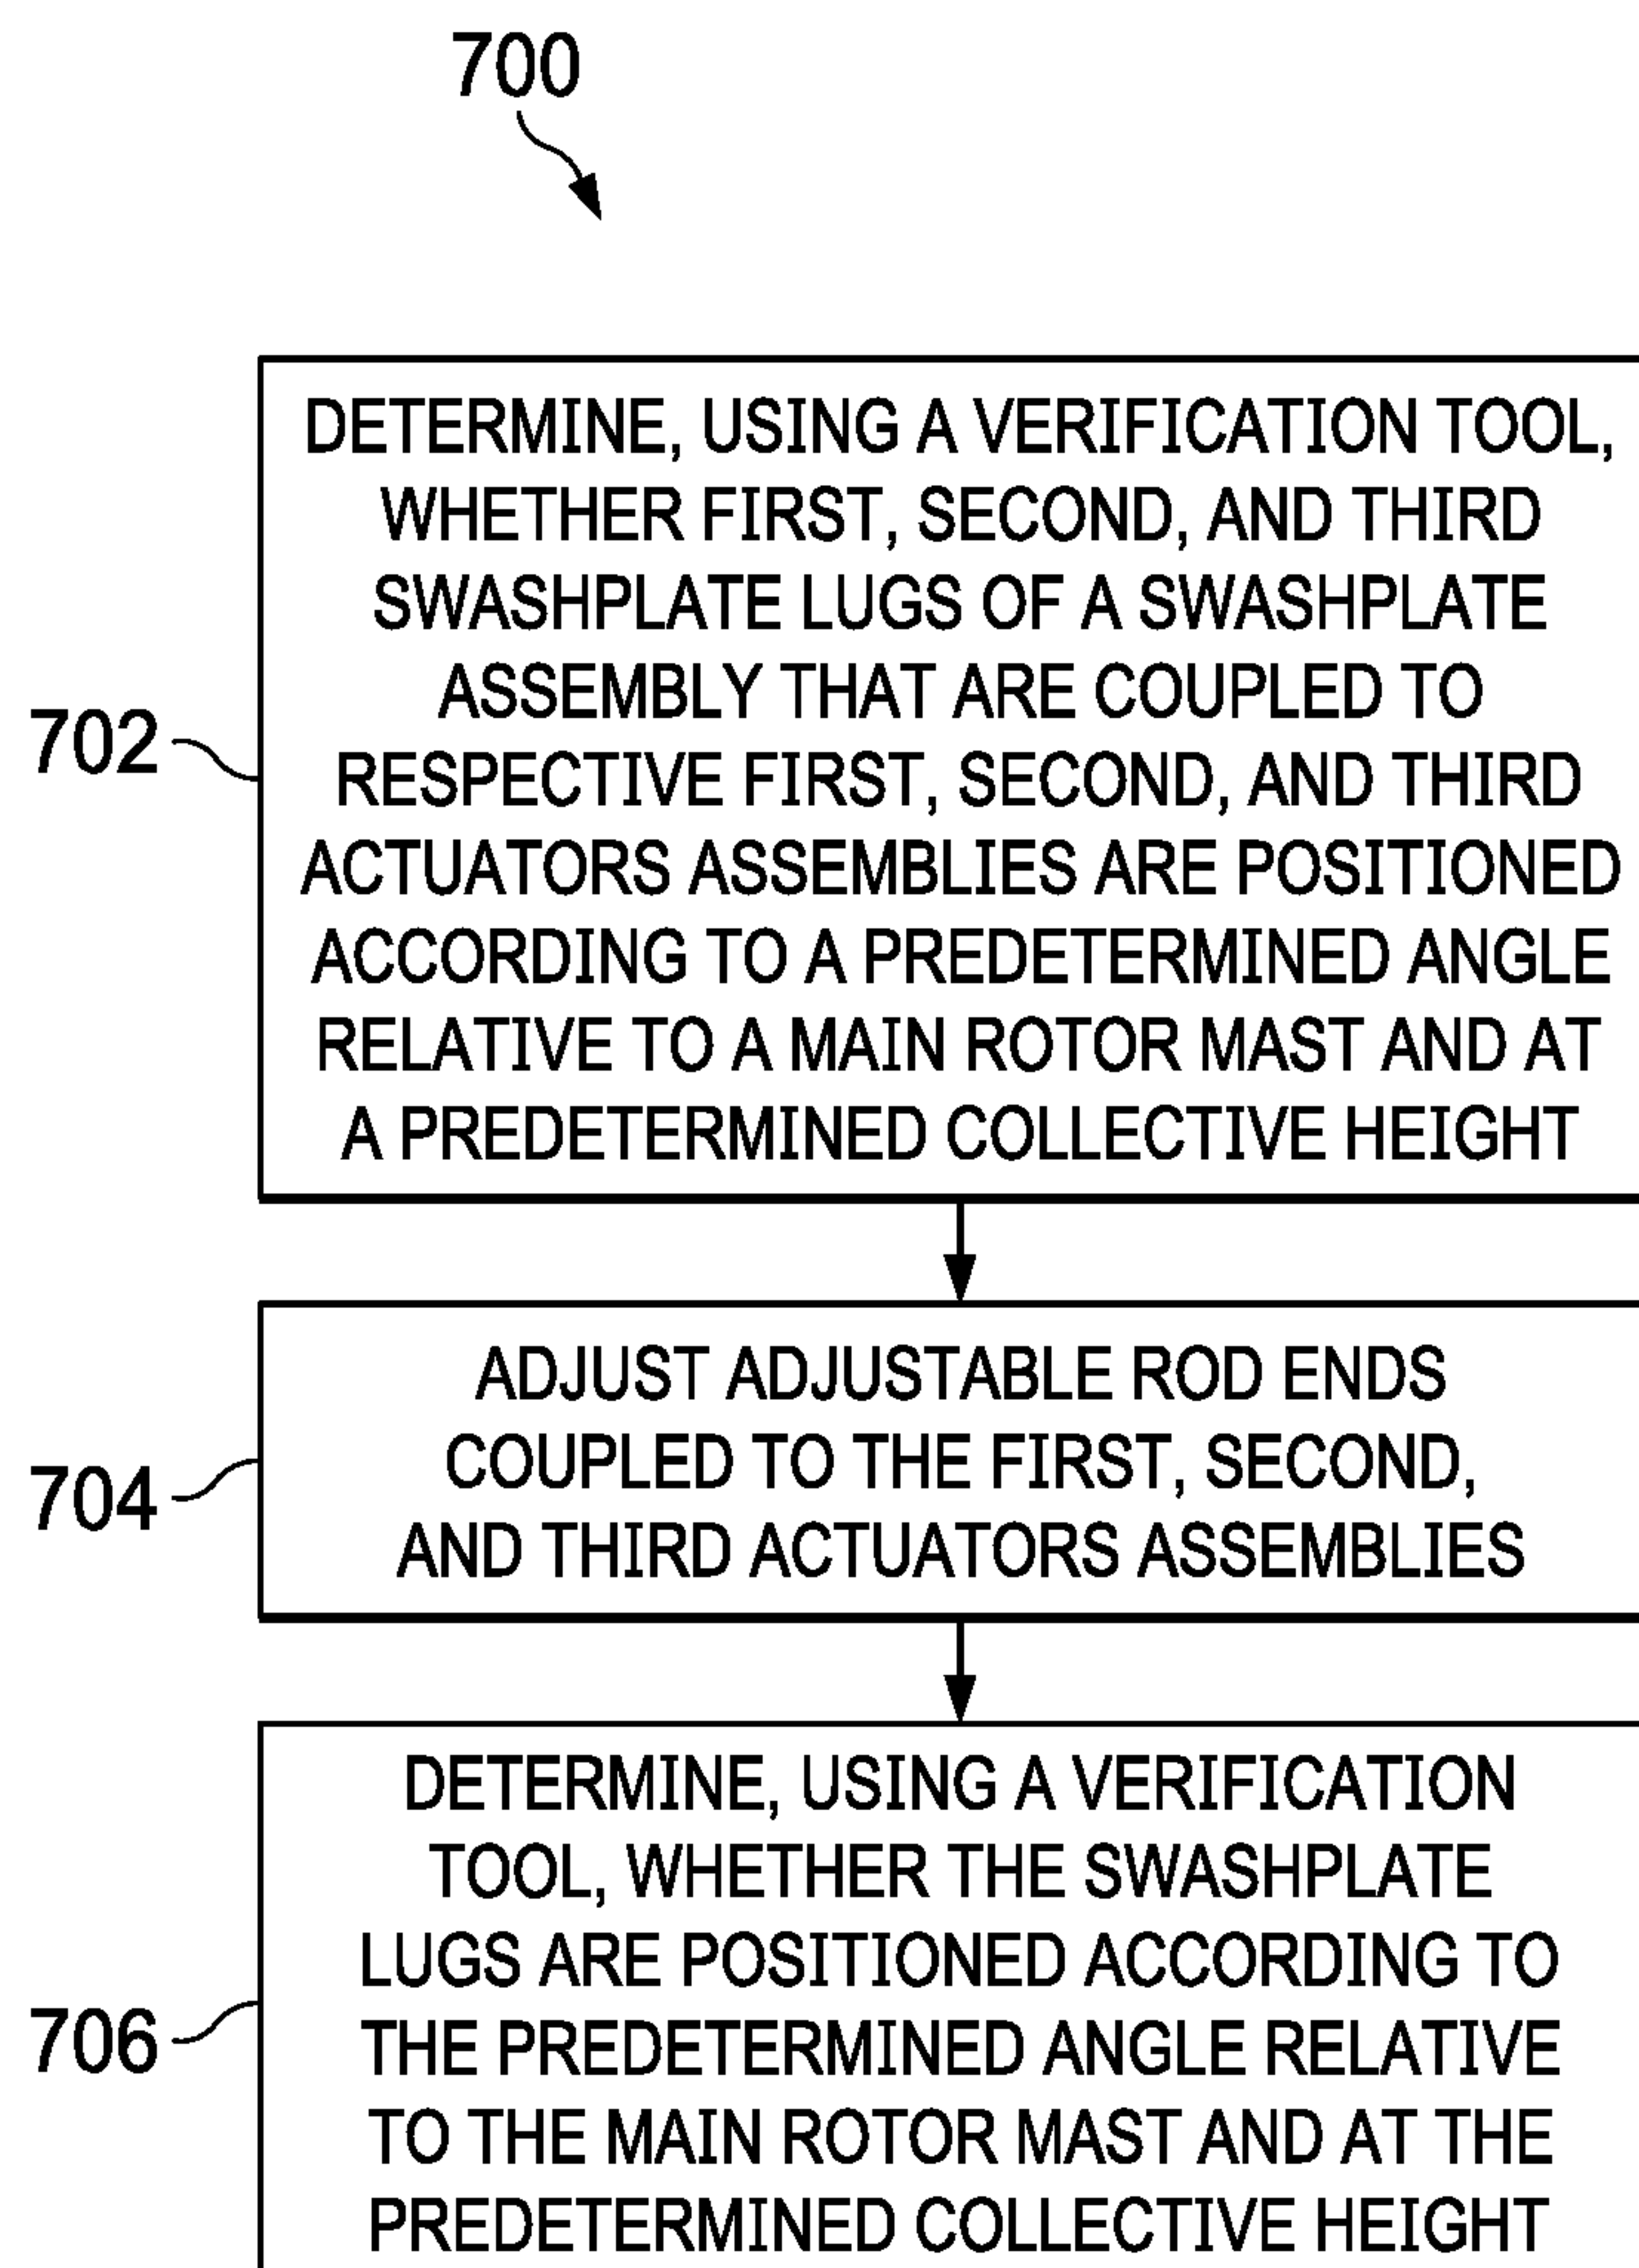 700
DETERMINE, USING A VERIFICATION TOOL,
WHETHER FIRST, SECOND, AND THIRD
SWASHPLATE LUGS OF A SWASHPLATE
ASSEMBLY THAT ARE COUPLED TO
RESPECTIVE FIRST, SECOND, AND THIRD
ACTUATORS ASSEMBLIES ARE POSITIONED
ACCORDING TO A PREDETERMINED ANGLE
RELATIVE TO A MAIN ROTOR MAST AND AT
A PREDETERMINED COLLECTIVE HEIGHT
702
ADJUST ADJUSTABLE ROD ENDS
COUPLED TO THE FIRST, SECOND,
AND THIRD ACTUATORS ASSEMBLIES
704
DETERMINE, USING A VERIFICATION
TOOL, WHETHER THE SWASHPLATE
LUGS ARE POSITIONED ACCORDING TO
THE PREDETERMINED ANGLE RELATIVE
TO THE MAIN ROTOR MAST AND AT THE
PREDETERMINED COLLECTIVE HEIGHT
706